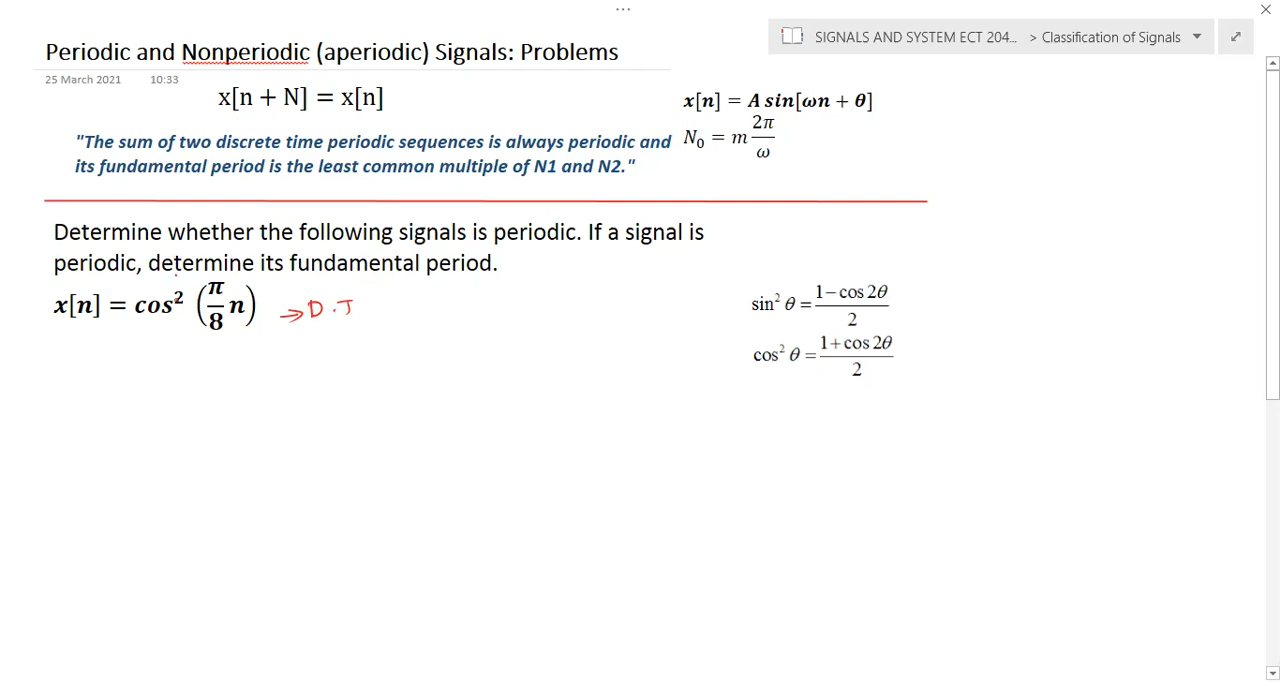 ...
SIGNALS AND SYSTEM ECT 204... > Classification of Signals
Periodic and Nonperiodic (aperiodic) Signals: Problems
25 March 2021 10:33
x[n + N] = x[n]
x[n] = A sin[ωn + θ]
N₀ = m 2π/ω
"The sum of two discrete time periodic sequences is always periodic and
its fundamental period is the least common multiple of N1 and N2."
Determine whether the following signals is periodic. If a signal is
periodic, determine its fundamental period.
x[n] = cos² (π/8 n) → D.T
sin² θ = (1 − cos 2θ)/2
cos² θ = (1 + cos 2θ)/2